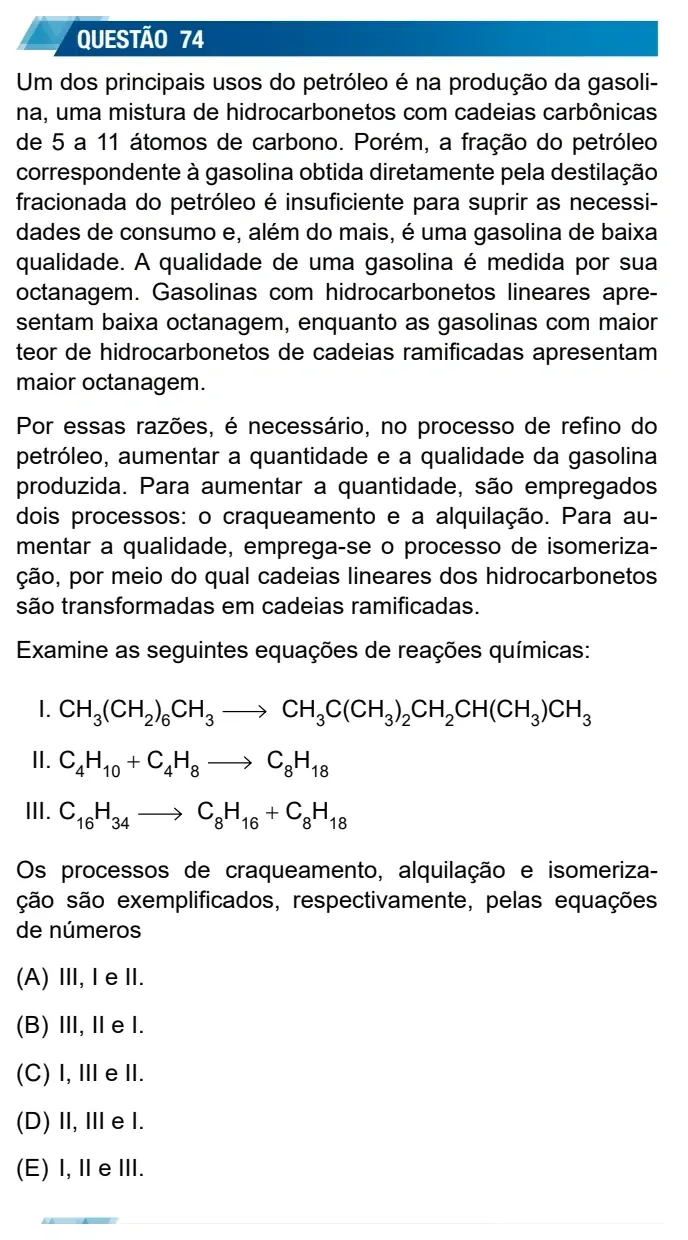 QUESTÃO 74
Um dos principais usos do petróleo é na produção da gasoli-
na, uma mistura de hidrocarbonetos com cadeias carbônicas
de 5 a 11 átomos de carbono. Porém, a fração do petróleo
correspondente à gasolina obtida diretamente pela destilação
fracionada do petróleo é insuficiente para suprir as necessi-
dades de consumo e, além do mais, é uma gasolina de baixa
qualidade. A qualidade de uma gasolina é medida por sua
octanagem. Gasolinas com hidrocarbonetos lineares apre-
sentam baixa octanagem, enquanto as gasolinas com maior
teor de hidrocarbonetos de cadeias ramificadas apresentam
maior octanagem.
Por essas razões, é necessário, no processo de refino do
petróleo, aumentar a quantidade e a qualidade da gasolina
produzida. Para aumentar a quantidade, são empregados
dois processos: o craqueamento e a alquilação. Para au-
mentar a qualidade, emprega-se o processo de isomeriza-
ção, por meio do qual cadeias lineares dos hidrocarbonetos
são transformadas em cadeias ramificadas.
Examine as seguintes equações de reações químicas:
I. CH₃(CH₂)₆CH₃ ⟶ CH₃C(CH₃)₂CH₂CH(CH₃)CH₃
II. C₄H₁₀ + C₄H₈ ⟶ C₈H₁₈
III. C₁₆H₃₄ ⟶ C₈H₁₆ + C₈H₁₈
Os processos de craqueamento, alquilação e isomeriza-
ção são exemplificados, respectivamente, pelas equações
de números
(A) III, I e II.
(B) III, II e I.
(C) I, III e II.
(D) II, III e I.
(E) I, II e III.